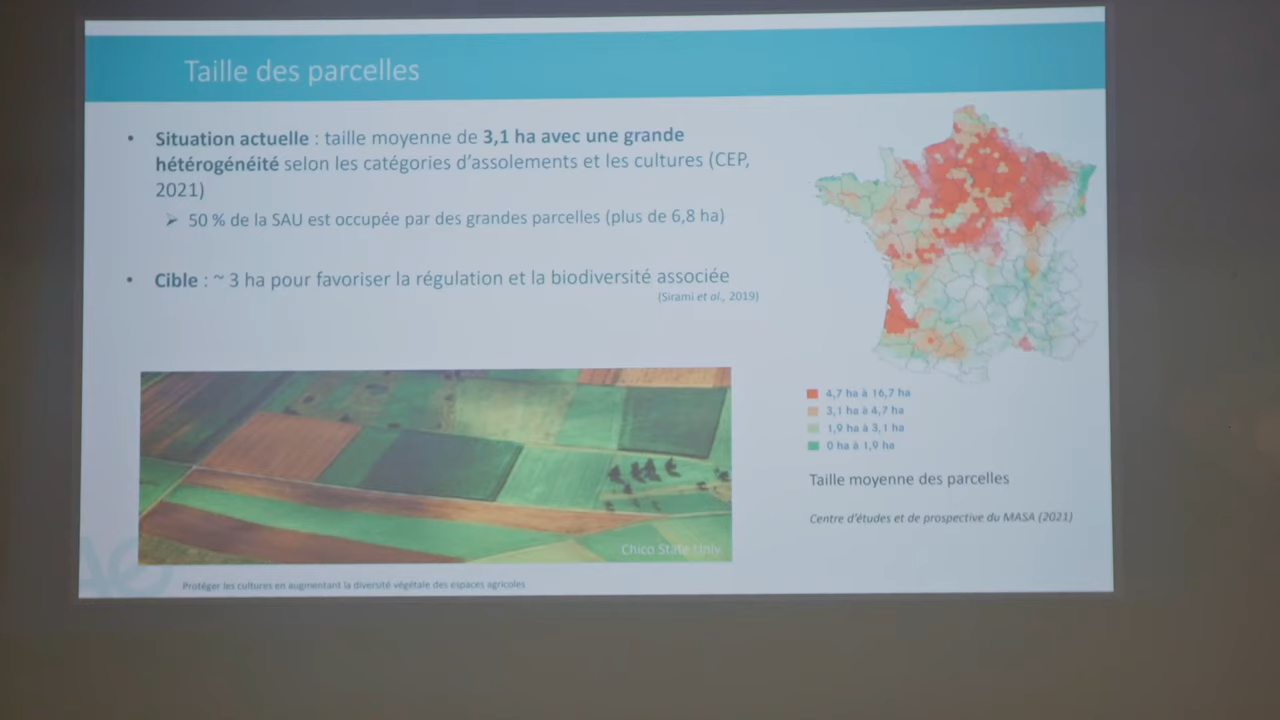 Taille des parcelles
• Situation actuelle : taille moyenne de 3,1 ha avec une grande
hétérogénéité selon les catégories d'assolements et les cultures (CEP,
2021)
➢ 50 % de la SAU est occupée par des grandes parcelles (plus de 6,8 ha)
• Cible : ~ 3 ha pour favoriser la régulation et la biodiversité associée
(Sirami et al., 2019)
4,7 ha à 16,7 ha
3,1 ha à 4,7 ha
1,9 ha à 3,1 ha
0 ha à 1,9 ha
Taille moyenne des parcelles
Centre d'études et de prospective du MASA (2021)
Chico State Univ
Protéger les cultures en augmentant la diversité végétale des espaces agricoles